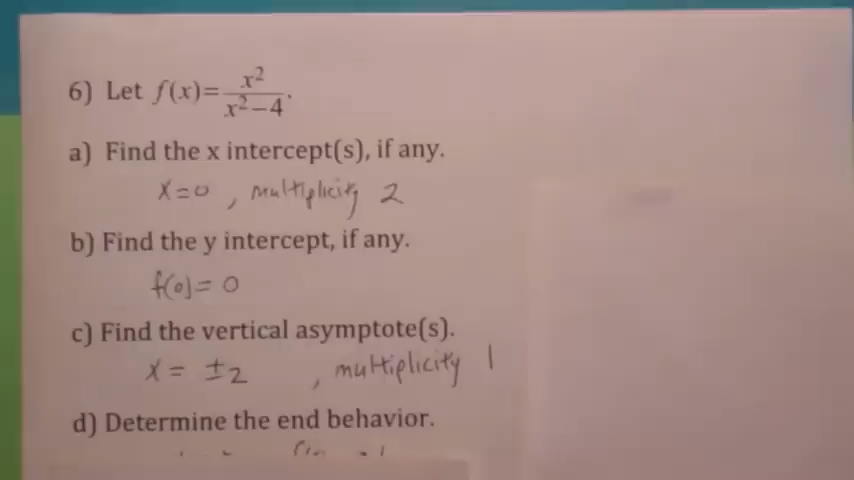 6) Let f(x)= x²/x²−4.
a) Find the x intercept(s), if any.
x=0 , multiplicity 2
b) Find the y intercept, if any.
f(0)= 0
c) Find the vertical asymptote(s).
x = ±2 , multiplicity 1
d) Determine the end behavior.